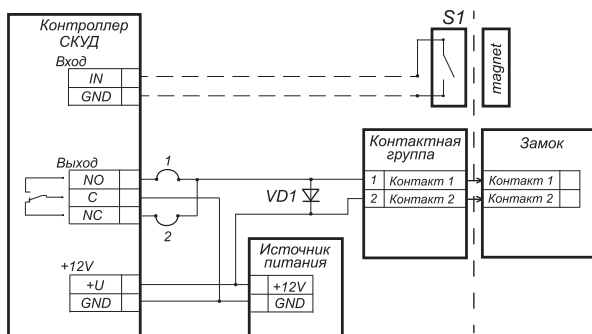 Контроллер
СКУД
Вход
IN
GND
S1
magnet
Выход
NO
C
NC
1
2
VD1
Контактная
группа
1 Контакт 1
2 Контакт 2
Замок
Контакт 1
Контакт 2
+12V
+U
GND
Источник
питания
+12V
GND